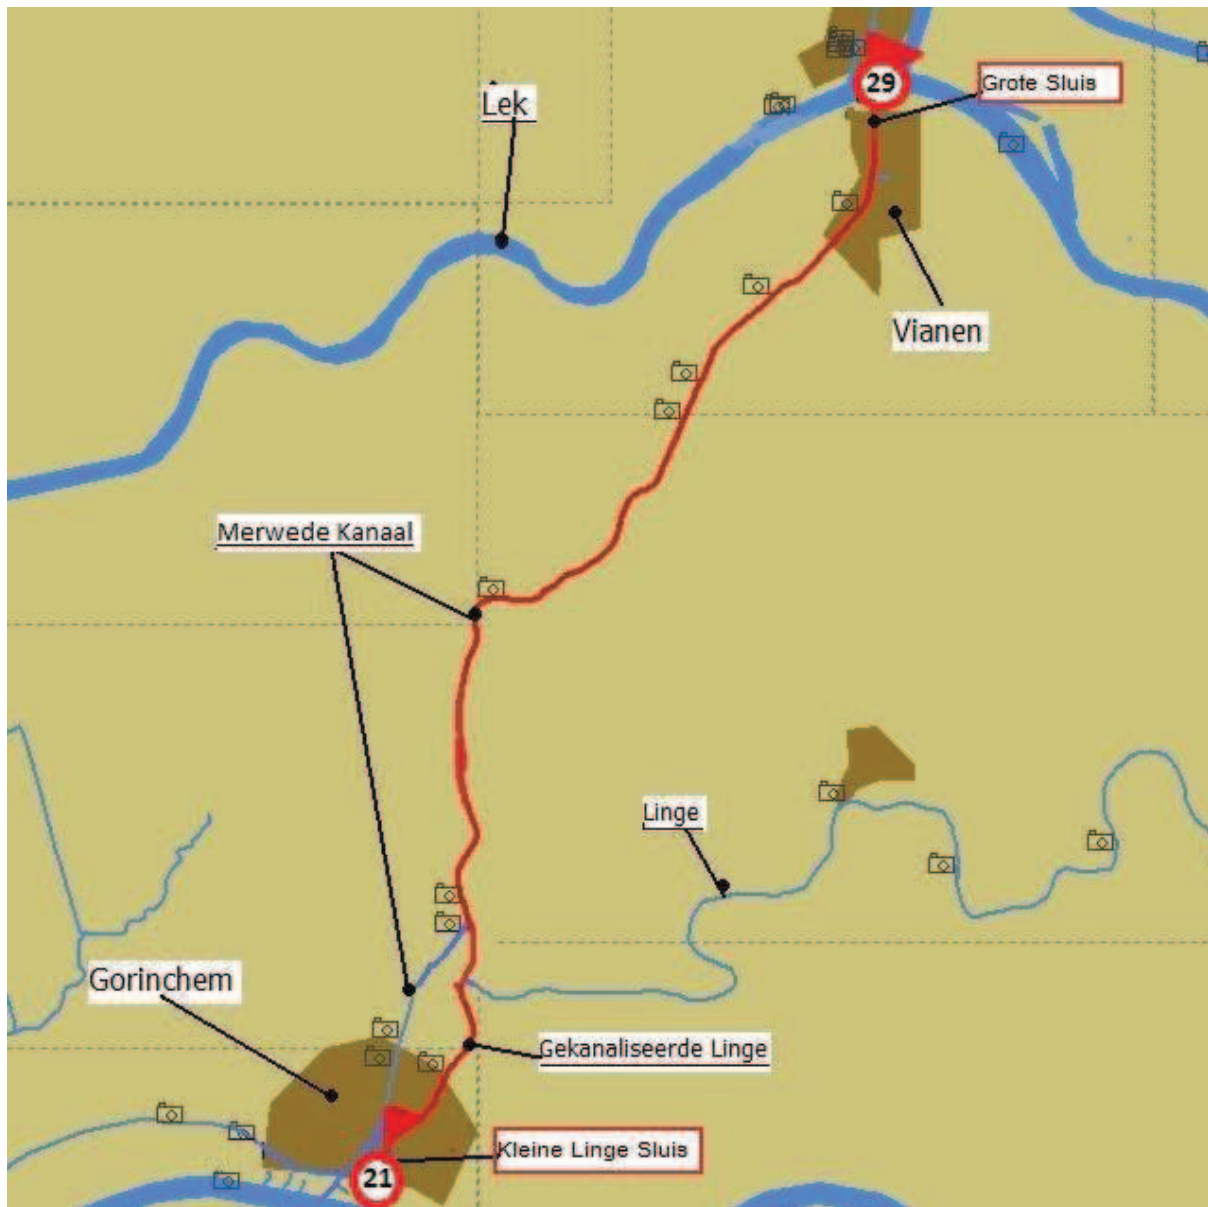 29
Grote Sluis
Lek
Vianen
Merwede Kanaal
Linge
Gorinchem
Gekanaliseerde Linge
Kleine Linge Sluis
21